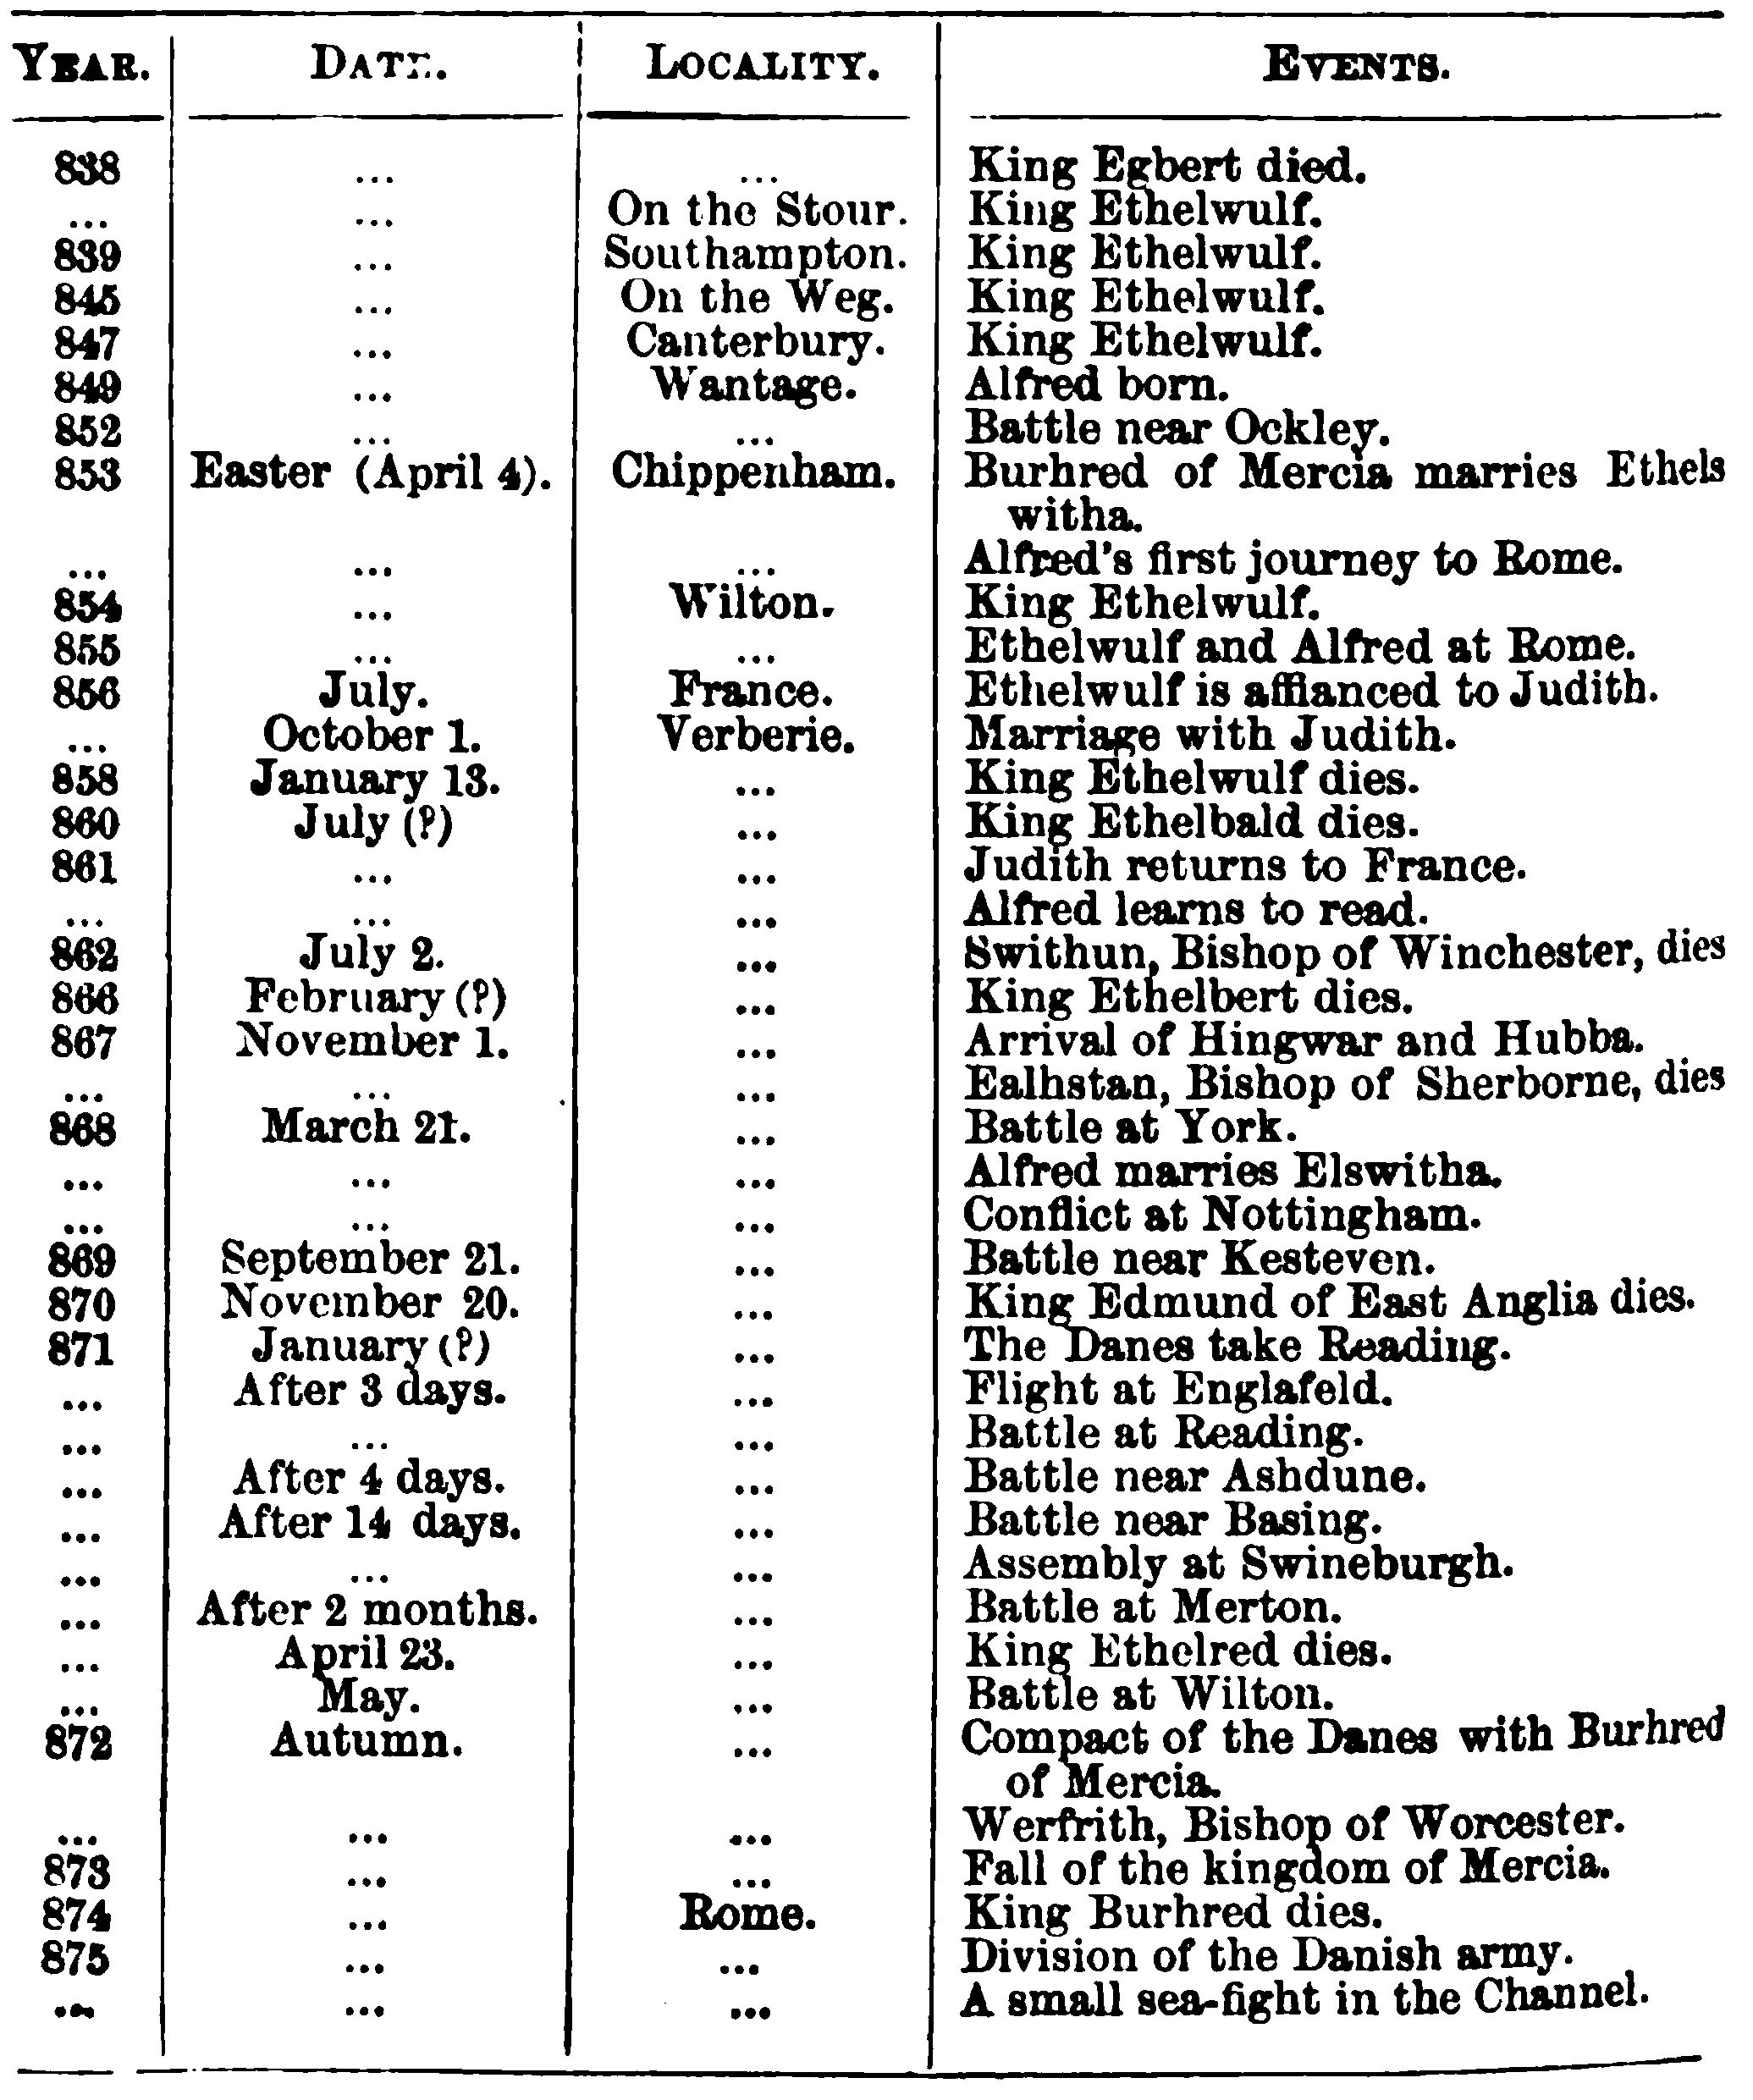 YEAR. DATE. LOCALITY. EVENTS.
838 ... ... King Egbert died.
... ... On the Stour. King Ethelwulf.
839 ... Southampton. King Ethelwulf.
845 ... On the Weg. King Ethelwulf.
847 ... Canterbury. King Ethelwulf.
849 ... Wantage. Alfred born.
852 ... ... Battle near Ockley.
853 Easter (April 4). Chippenham. Burhred of Mercia marries Ethels
witha.
... ... ... Alfred's first journey to Rome.
854 ... Wilton. King Ethelwulf.
855 ... ... Ethelwulf and Alfred at Rome.
856 July. France. Ethelwulf is affianced to Judith.
... October 1. Verberie. Marriage with Judith.
858 January 13. ... King Ethelwulf dies.
860 July (?) ... King Ethelbald dies.
861 ... ... Judith returns to France.
... ... ... Alfred learns to read.
862 July 2. ... Swithun, Bishop of Winchester, dies
866 February (?) ... King Ethelbert dies.
867 November 1. ... Arrival of Hingwar and Hubba.
... ... ... Ealhstan, Bishop of Sherborne, dies
868 March 21. ... Battle at York.
... ... ... Alfred marries Elswitha.
... ... ... Conflict at Nottingham.
869 September 21. ... Battle near Kesteven.
870 November 20. ... King Edmund of East Anglia dies.
871 January (?) ... The Danes take Reading.
... After 3 days. ... Flight at Englafeld.
... ... ... Battle at Reading.
... After 4 days. ... Battle near Ashdune.
... After 14 days. ... Battle near Basing.
... ... ... Assembly at Swineburgh.
... After 2 months. ... Battle at Merton.
... April 23. ... King Ethelred dies.
... May. ... Battle at Wilton.
872 Autumn. ... Compact of the Danes with Burhred
of Mercia.
... ... ... Werfrith, Bishop of Worcester.
873 ... ... Fall of the kingdom of Mercia.
874 ... Rome. King Burhred dies.
875 ... ... Division of the Danish army.
... ... ... A small sea-fight in the Channel.